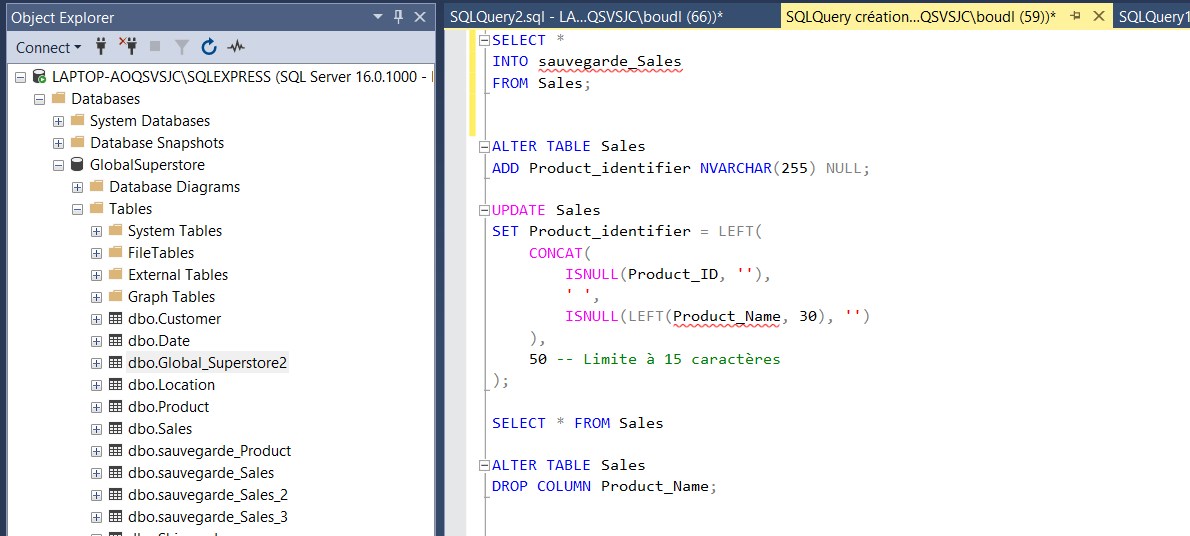 Object Explorer
Connect
LAPTOP-AOQSVSJC\SQLEXPRESS (SQL Server 16.0.1000 -
Databases
System Databases
Database Snapshots
GlobalSuperstore
Database Diagrams
Tables
System Tables
FileTables
External Tables
Graph Tables
dbo.Customer
dbo.Date
dbo.Global_Superstore2
dbo.Location
dbo.Product
dbo.Sales
dbo.sauvegarde_Product
dbo.sauvegarde_Sales
dbo.sauvegarde_Sales_2
dbo.sauvegarde_Sales_3
SQLQuery2.sql - LA...QSVSJC\boudl (66))*
SQLQuery création...QSVSJC\boudl (59))*
SQLQuery1
SELECT *
INTO sauvegarde_Sales
FROM Sales;
ALTER TABLE Sales
ADD Product_identifier NVARCHAR(255) NULL;
UPDATE Sales
SET Product_identifier = LEFT(
CONCAT(
ISNULL(Product_ID, ''),
' ',
ISNULL(LEFT(Product_Name, 30), '')
),
50 -- Limite à 15 caractères
);
SELECT * FROM Sales
ALTER TABLE Sales
DROP COLUMN Product_Name;